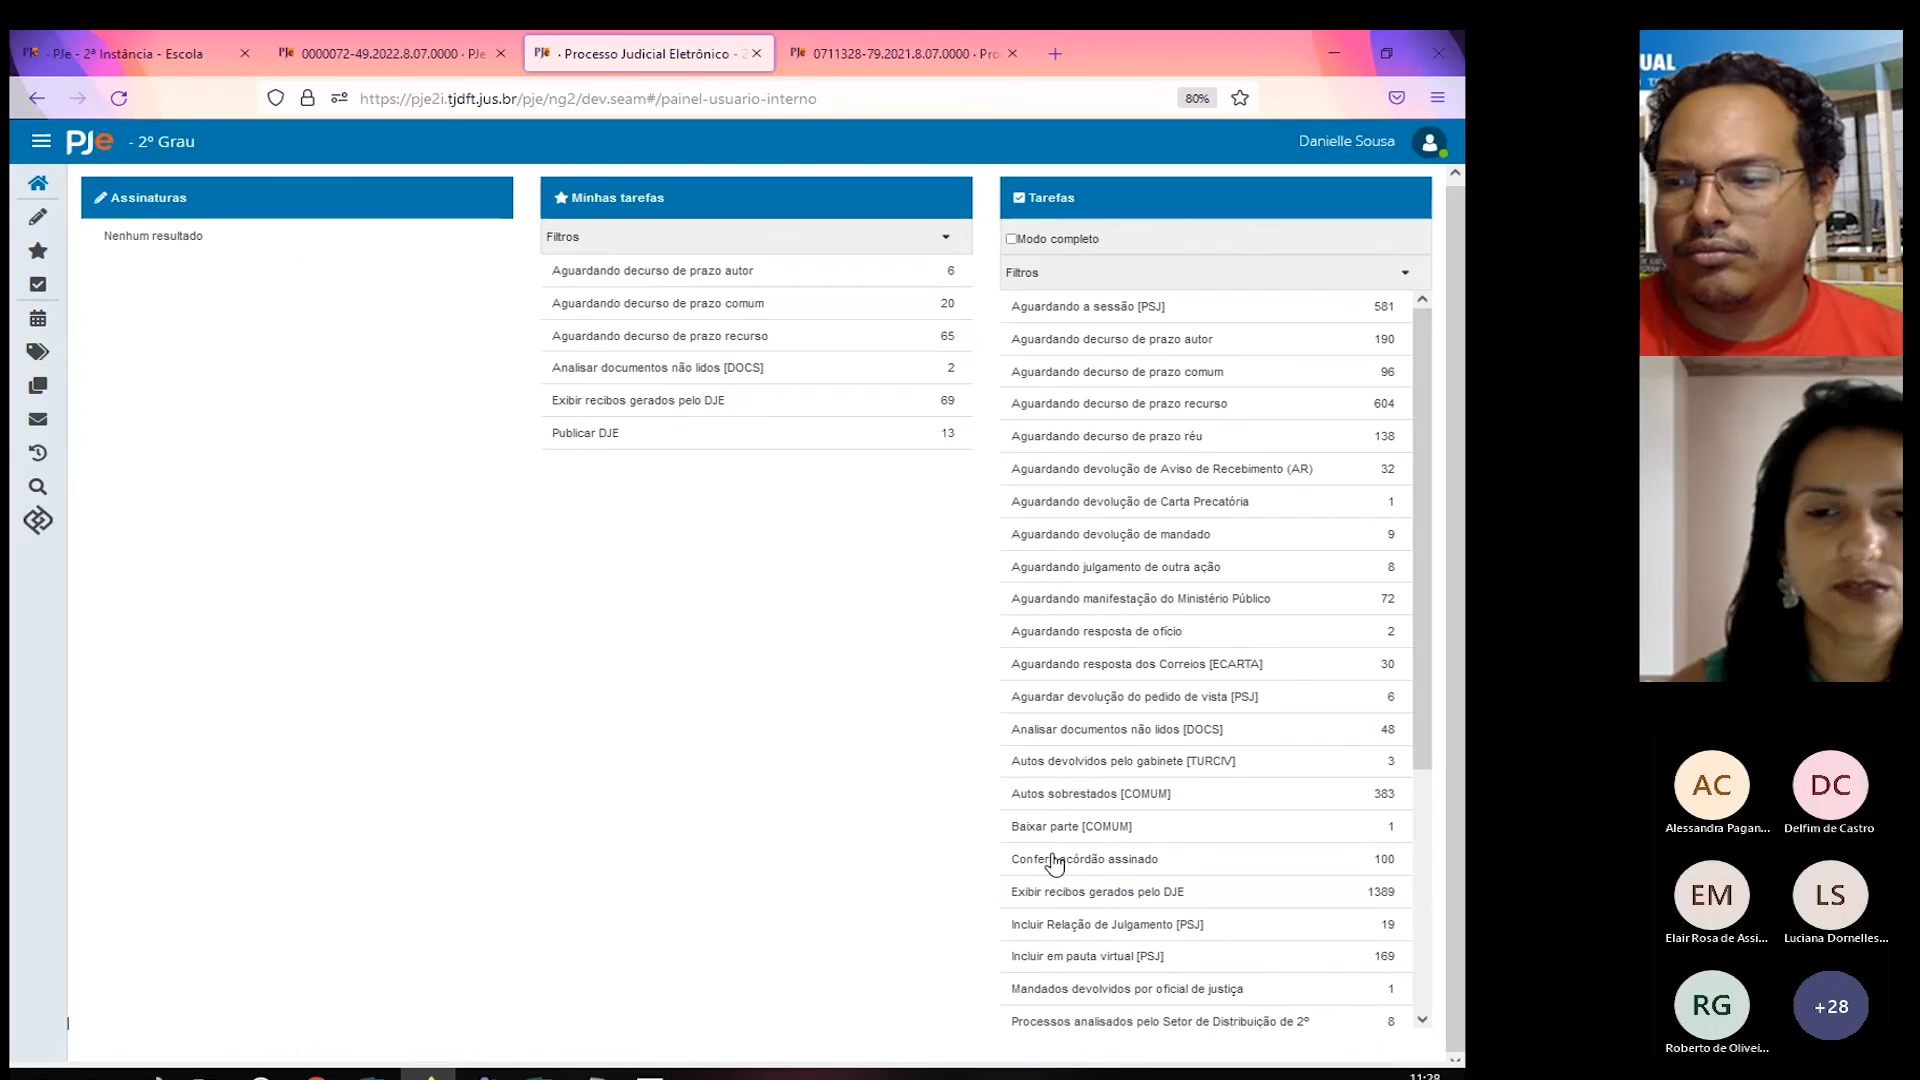 PJe - 2ª Instância - Escola
0000072-49.2022.8.07.0000 · PJe
· Processo Judicial Eletrônico - 2
0711328-79.2021.8.07.0000 · Proc
https://pje2i.tjdft.jus.br/pje/ng2/dev.seam#/painel-usuario-interno
80%
PJe - 2º Grau
Danielle Sousa
Assinaturas
Nenhum resultado
Minhas tarefas
Filtros
Aguardando decurso de prazo autor 6
Aguardando decurso de prazo comum 20
Aguardando decurso de prazo recurso 65
Analisar documentos não lidos [DOCS] 2
Exibir recibos gerados pelo DJE 69
Publicar DJE 13
Tarefas
Modo completo
Filtros
Aguardando a sessão [PSJ] 581
Aguardando decurso de prazo autor 190
Aguardando decurso de prazo comum 96
Aguardando decurso de prazo recurso 604
Aguardando decurso de prazo réu 138
Aguardando devolução de Aviso de Recebimento (AR) 32
Aguardando devolução de Carta Precatória 1
Aguardando devolução de mandado 9
Aguardando julgamento de outra ação 8
Aguardando manifestação do Ministério Público 72
Aguardando resposta de ofício 2
Aguardando resposta dos Correios [ECARTA] 30
Aguardar devolução do pedido de vista [PSJ] 6
Analisar documentos não lidos [DOCS] 48
Autos devolvidos pelo gabinete [TURCIV] 3
Autos sobrestados [COMUM] 383
Baixar parte [COMUM] 1
Conferir acórdão assinado 100
Exibir recibos gerados pelo DJE 1389
Incluir Relação de Julgamento [PSJ] 19
Incluir em pauta virtual [PSJ] 169
Mandados devolvidos por oficial de justiça 1
Processos analisados pelo Setor de Distribuição de 2º 8
11:28
UAL
AC
Alessandra Pagan...
DC
Delfim de Castro
EM
Elair Rosa de Assi...
LS
Luciana Dornelles...
RG
Roberto de Olivei...
+28